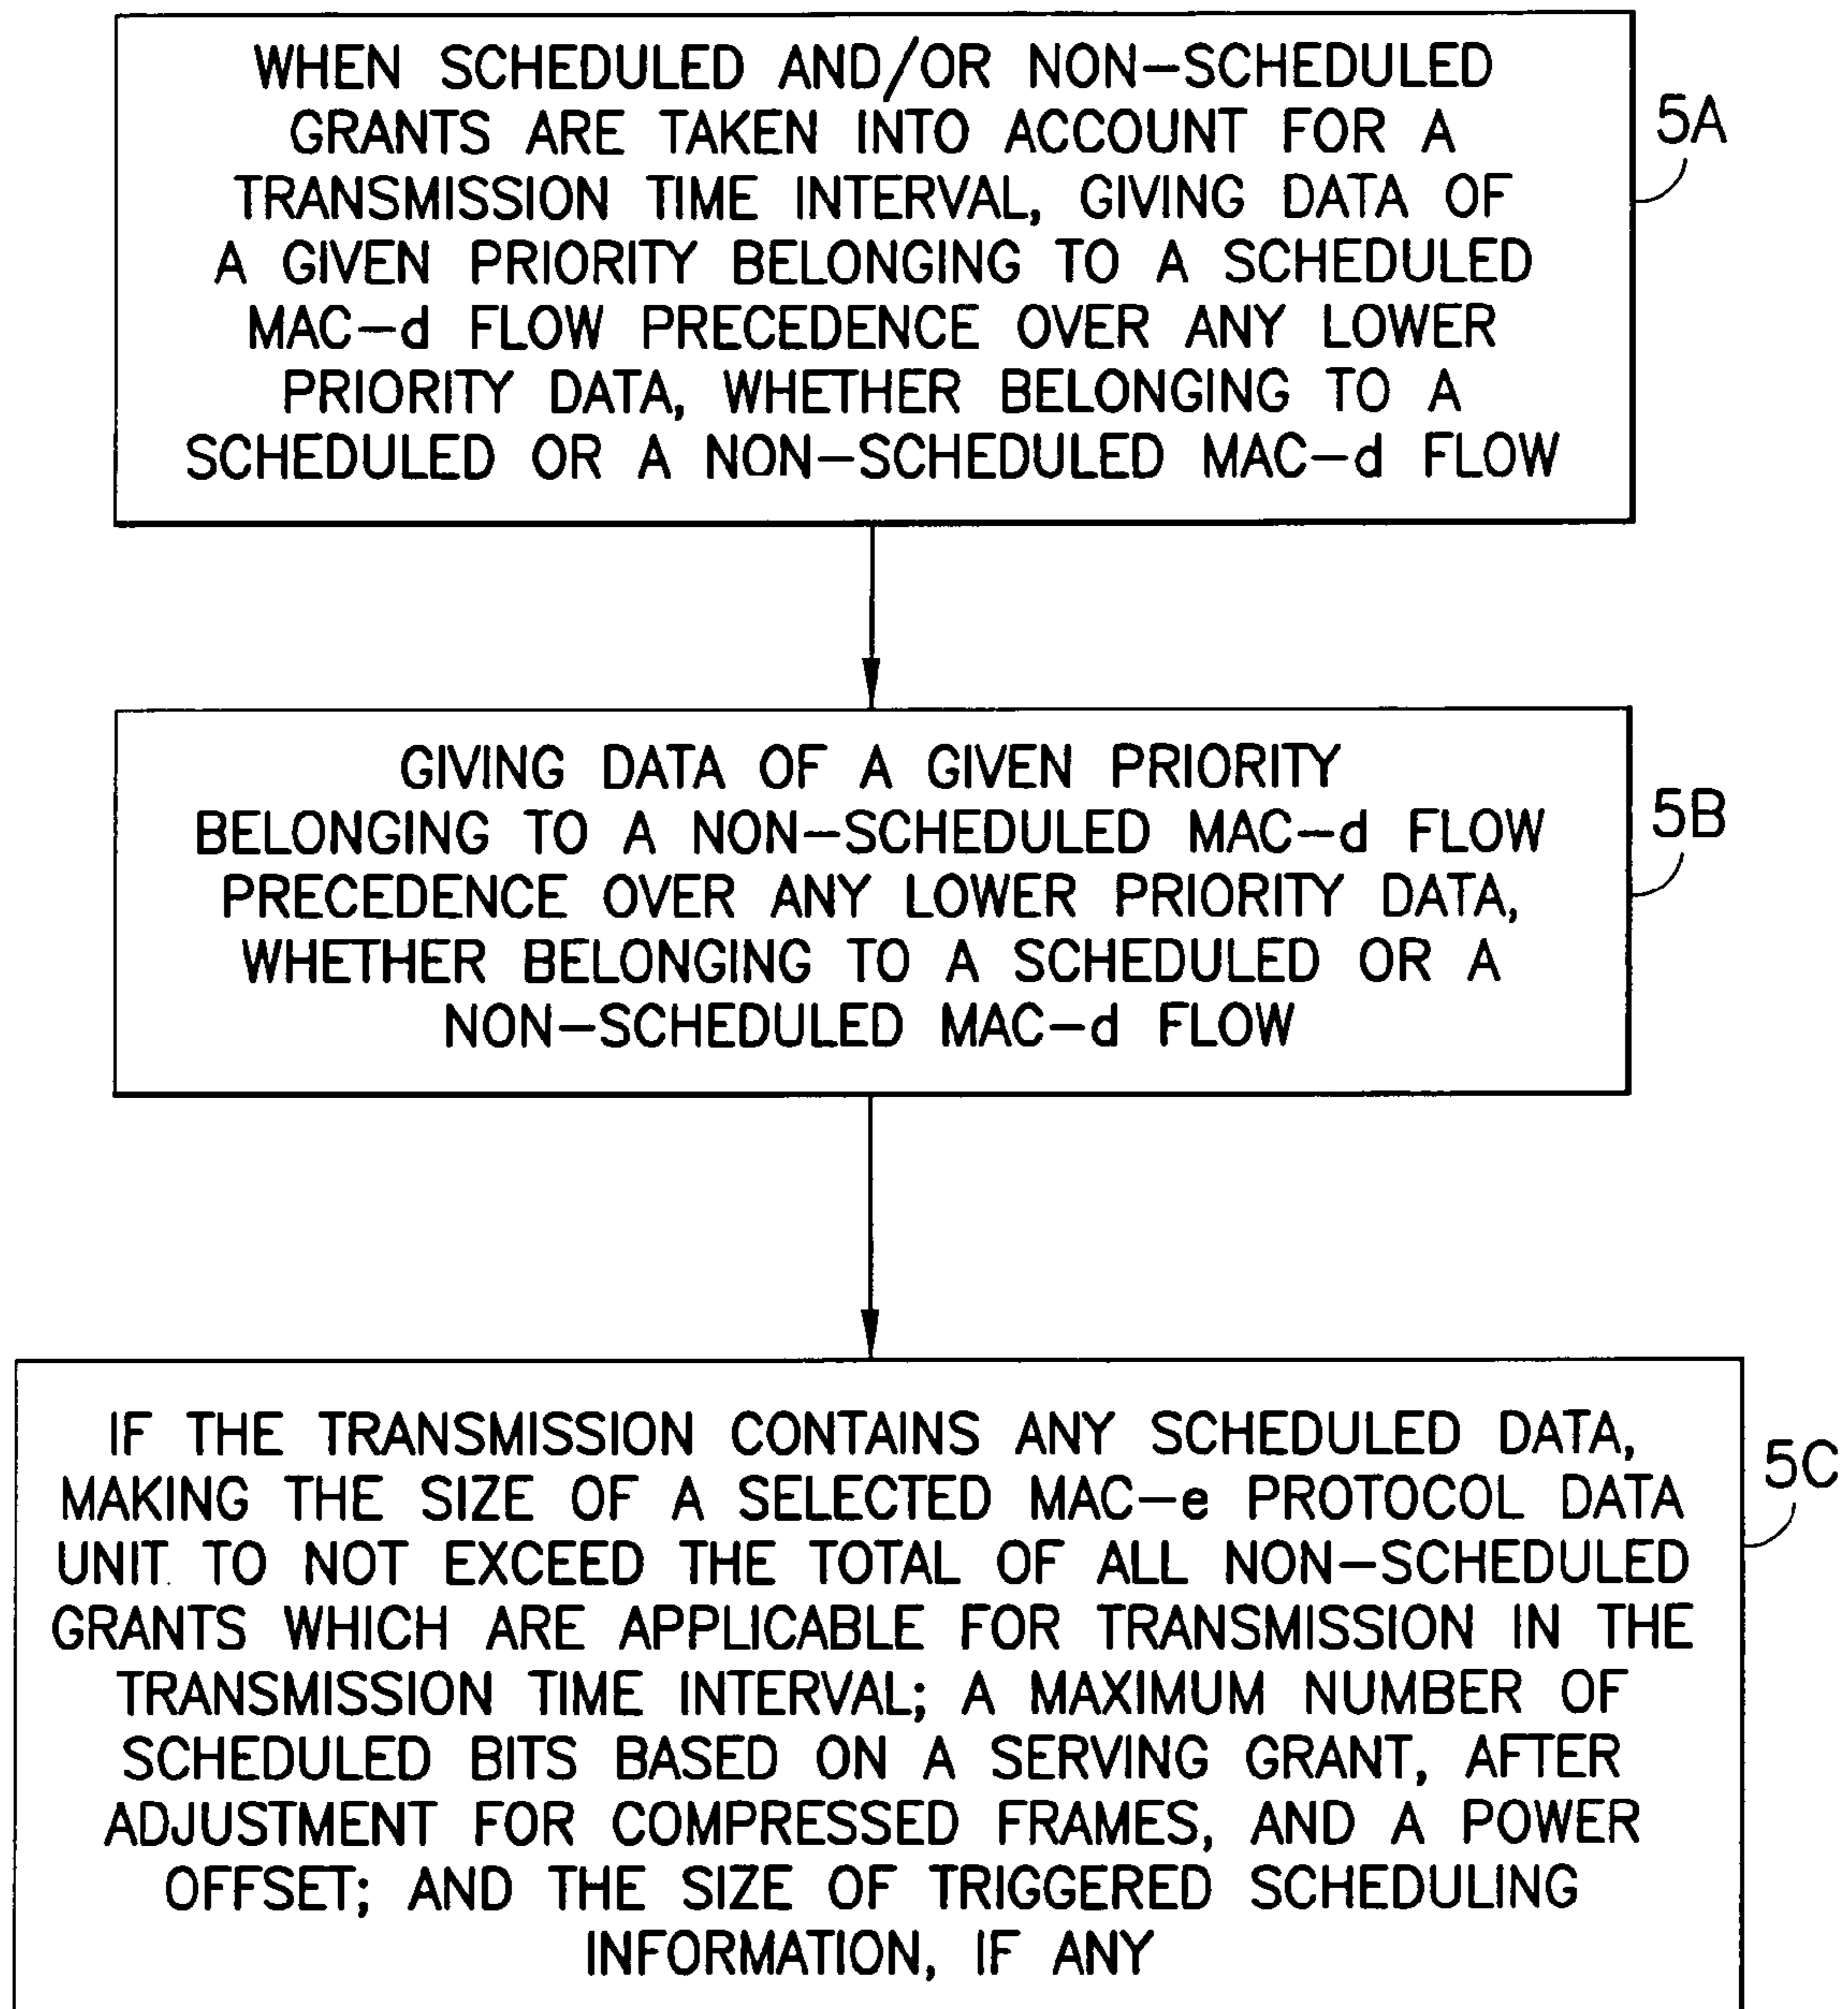 WHEN SCHEDULED AND/OR NON-SCHEDULED
GRANTS ARE TAKEN INTO ACCOUNT FOR A
TRANSMISSION TIME INTERVAL, GIVING DATA OF
A GIVEN PRIORITY BELONGING TO A SCHEDULED
MAC-d FLOW PRECEDENCE OVER ANY LOWER
PRIORITY DATA, WHETHER BELONGING TO A
SCHEDULED OR A NON-SCHEDULED MAC-d FLOW
5A
GIVING DATA OF A GIVEN PRIORITY
BELONGING TO A NON-SCHEDULED MAC-d FLOW
PRECEDENCE OVER ANY LOWER PRIORITY DATA,
WHETHER BELONGING TO A SCHEDULED OR A
NON-SCHEDULED MAC-d FLOW
5B
IF THE TRANSMISSION CONTAINS ANY SCHEDULED DATA,
MAKING THE SIZE OF A SELECTED MAC-e PROTOCOL DATA
UNIT TO NOT EXCEED THE TOTAL OF ALL NON-SCHEDULED
GRANTS WHICH ARE APPLICABLE FOR TRANSMISSION IN THE
TRANSMISSION TIME INTERVAL; A MAXIMUM NUMBER OF
SCHEDULED BITS BASED ON A SERVING GRANT, AFTER
ADJUSTMENT FOR COMPRESSED FRAMES, AND A POWER
OFFSET; AND THE SIZE OF TRIGGERED SCHEDULING
INFORMATION, IF ANY
5C